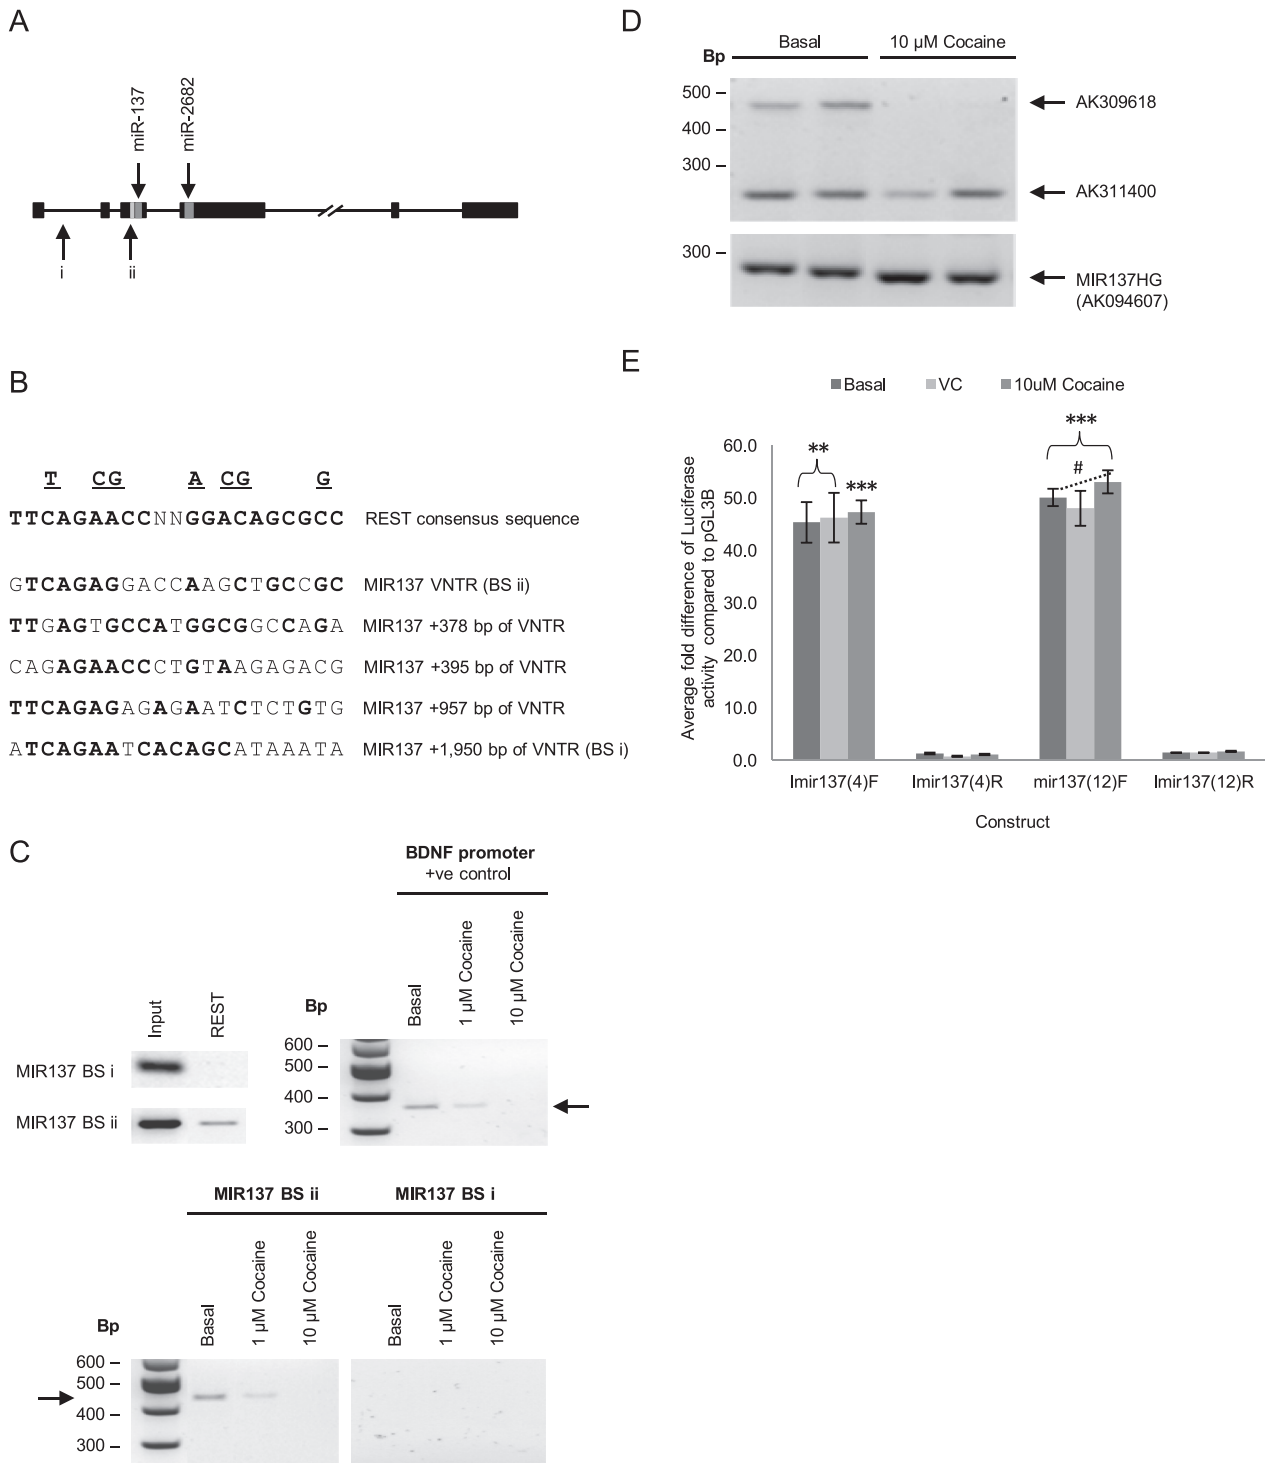 A
miR-137
miR-2682
i
ii
B
T CG A CG G
TTCAGAACCNNGGACAGCGCC REST consensus sequence
GTCAGAGGACCAAGCTGCCGC MIR137 VNTR (BS ii)
TTGAGTGCCATGGCGGCCAGA MIR137 +378 bp of VNTR
CAGAGAACCCTGTAAGAGACG MIR137 +395 bp of VNTR
TTCAGAGAGAGAATCTCTGTG MIR137 +957 bp of VNTR
ATCAGAATCACAGCATAAATA MIR137 +1,950 bp of VNTR (BS i)
C
Input
REST
MIR137 BS i
MIR137 BS ii
BDNF promoter
+ve control
Basal
1 µM Cocaine
10 µM Cocaine
Bp
600
500
400
300
MIR137 BS ii
MIR137 BS i
Basal
1 µM Cocaine
10 µM Cocaine
Basal
1 µM Cocaine
10 µM Cocaine
Bp
600
500
400
300
D
Basal
10 µM Cocaine
Bp
500
400
300
300
AK309618
AK311400
MIR137HG
(AK094607)
E
Basal VC 10uM Cocaine
Average fold difference of Luciferase
activity compared to pGL3B
60.0
50.0
40.0
30.0
20.0
10.0
0.0
**
***
***
#
Imir137(4)F Imir137(4)R mir137(12)F Imir137(12)R
Construct